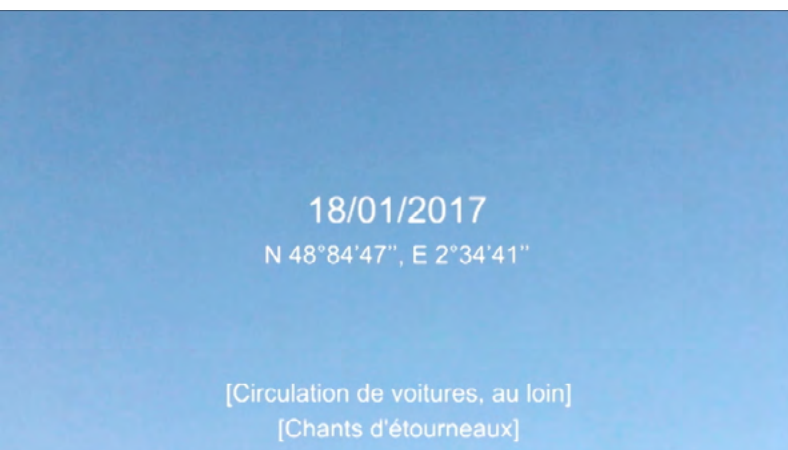 18/01/2017
N 48°84'47'', E 2°34'41''
[Circulation de voitures, au loin]
[Chants d'étourneaux]